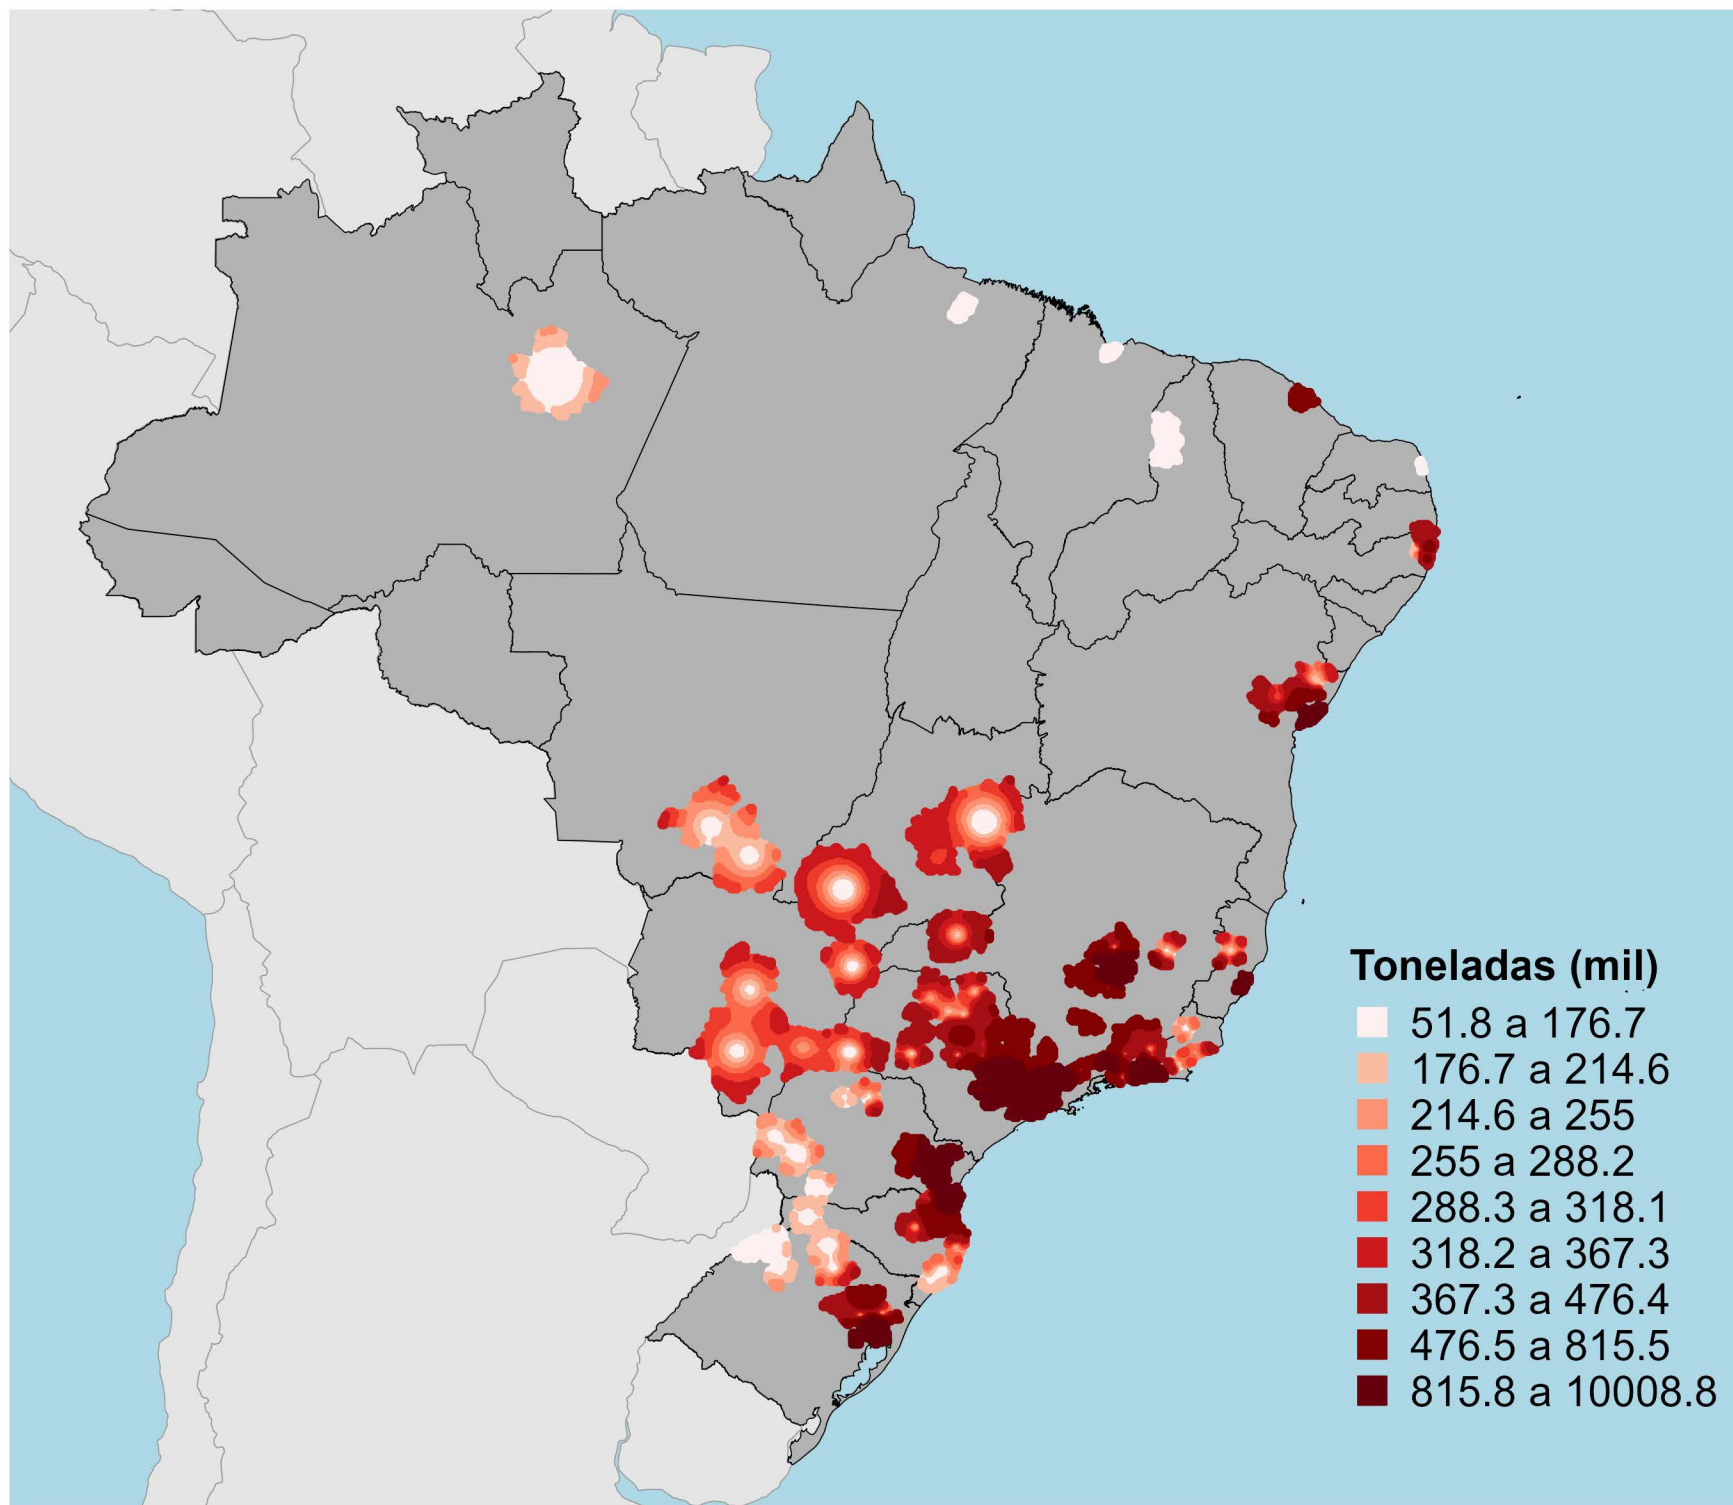 Toneladas (mil)
51.8 a 176.7
176.7 a 214.6
214.6 a 255
255 a 288.2
288.3 a 318.1
318.2 a 367.3
367.3 a 476.4
476.5 a 815.5
815.8 a 10008.8